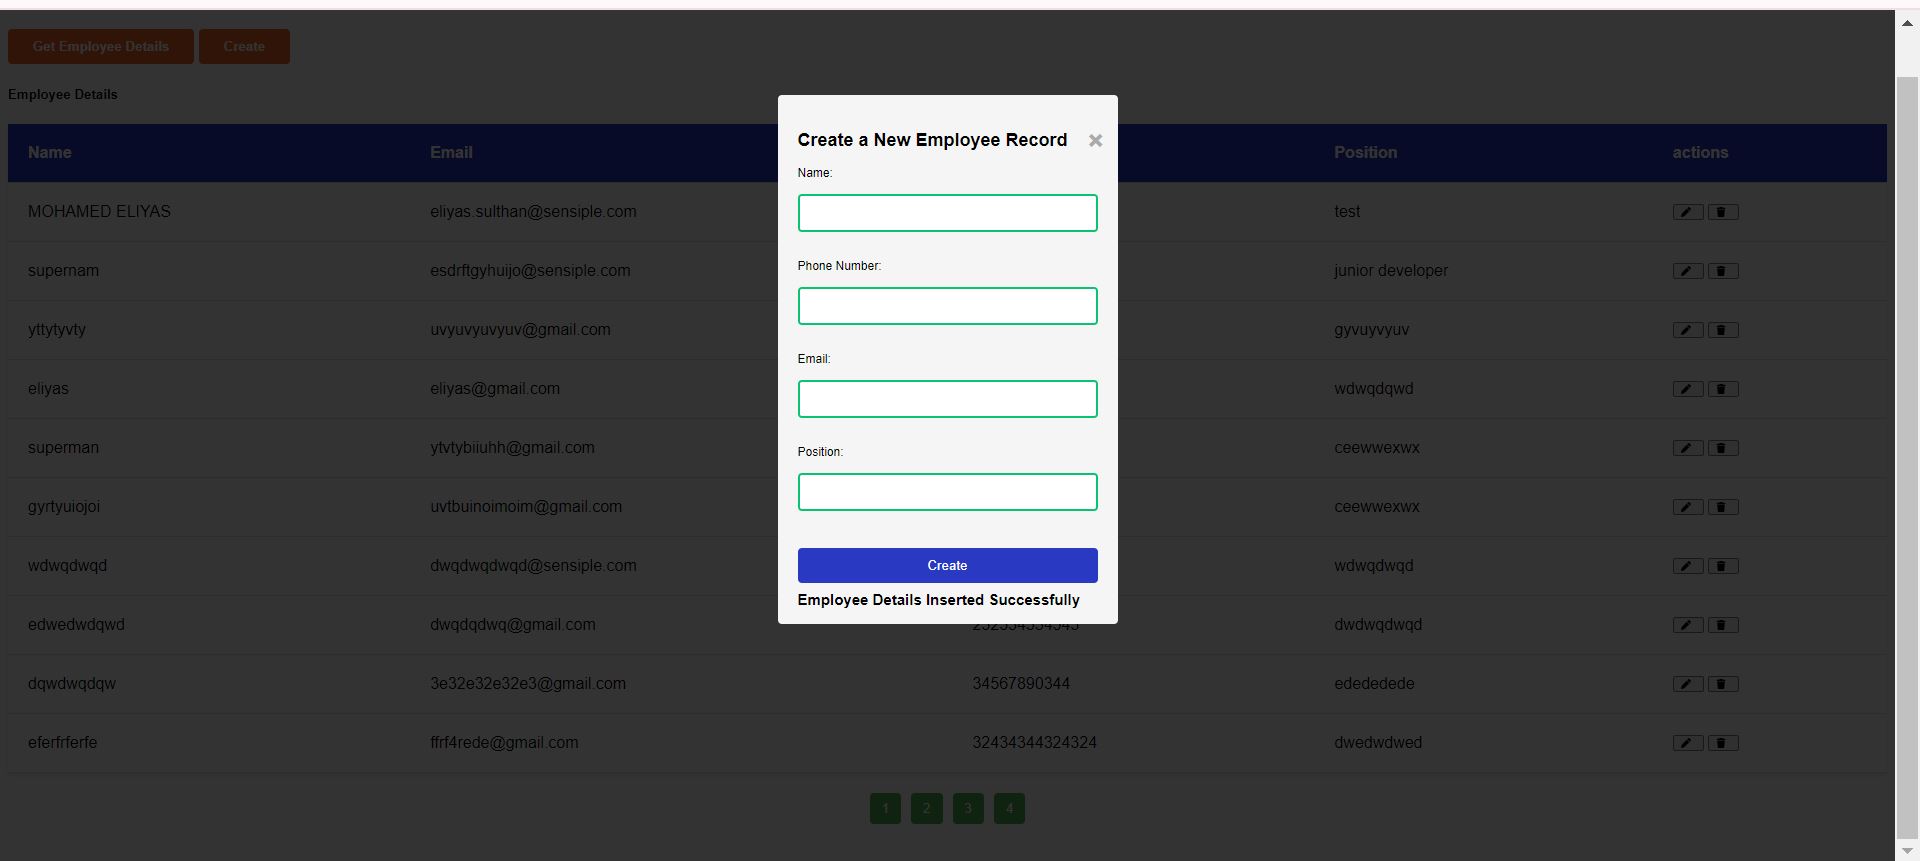 Get Employee Details Create
Employee Details
Name Email Position actions
MOHAMED ELIYAS eliyas.sulthan@sensiple.com test
supernam esdrftgyhuijo@sensiple.com junior developer
yttytyvty uvyuvyuvyuv@gmail.com gyvuyvyuv
eliyas eliyas@gmail.com wdwqdqwd
superman ytvtybiiuhh@gmail.com ceewwexwx
gyrtyuiojoi uvtbuinoimoim@gmail.com ceewwexwx
wdwqdwqd dwqdwqdwqd@sensiple.com wdwqdwqd
edwedwdqwd dwqdqdwq@gmail.com dwdwqdwqd
dqwdwqdqw 3e32e32e32e3@gmail.com 34567890344 edededede
eferfrferfe ffrf4rede@gmail.com 32434344324324 dwedwdwed
1 2 3 4
Create a New Employee Record ×
Name:
Phone Number:
Email:
Position:
Create
Employee Details Inserted Successfully